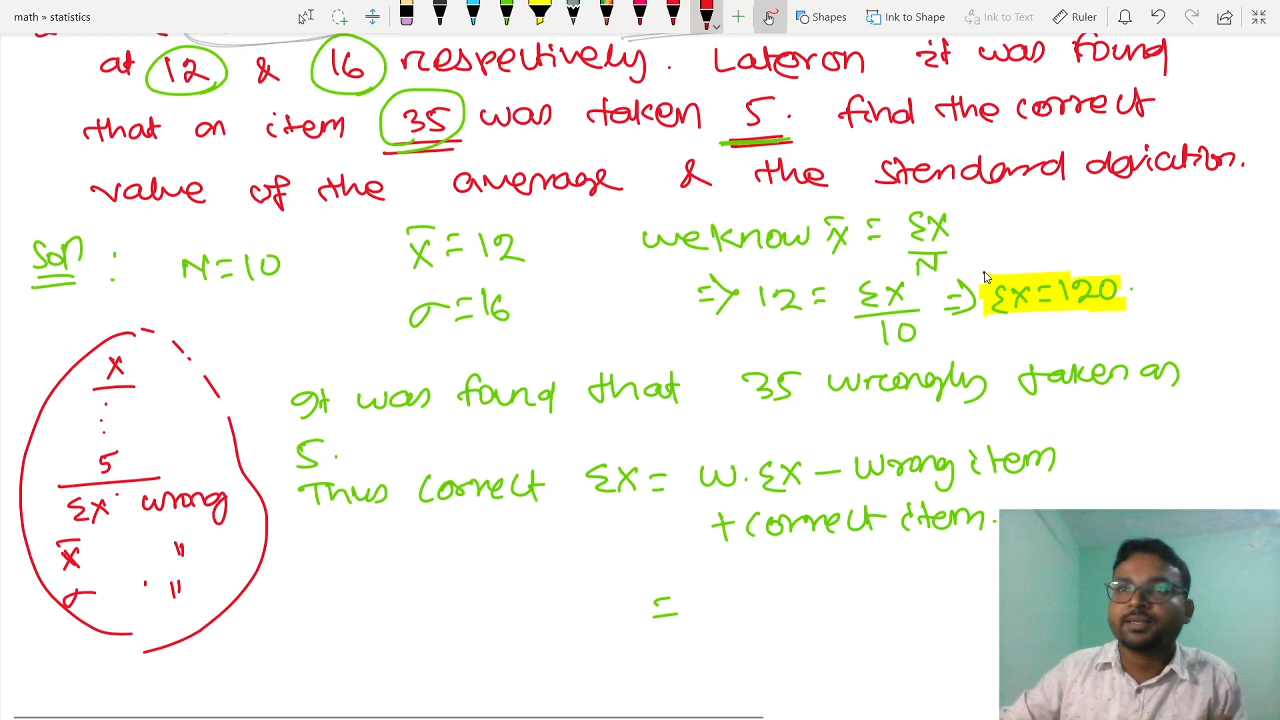 math » statistics
Shapes Ink to Shape Ink to Text Ruler
at 12 & 16 respectively. Lateron it was found
that an item 35 was taken 5. find the correct
value of the average & the standard deviation.
Soln : N=10 x̄ = 12 we know x̄ = Σx/N
σ=16 => 12 = Σx/10 => Σx=120.
It was found that 35 wrongly taken as
5.
Thus correct Σx = W. Σx - wrong item
+ correct item.
=
x
5
Σx wrong
x̄ "
σ "